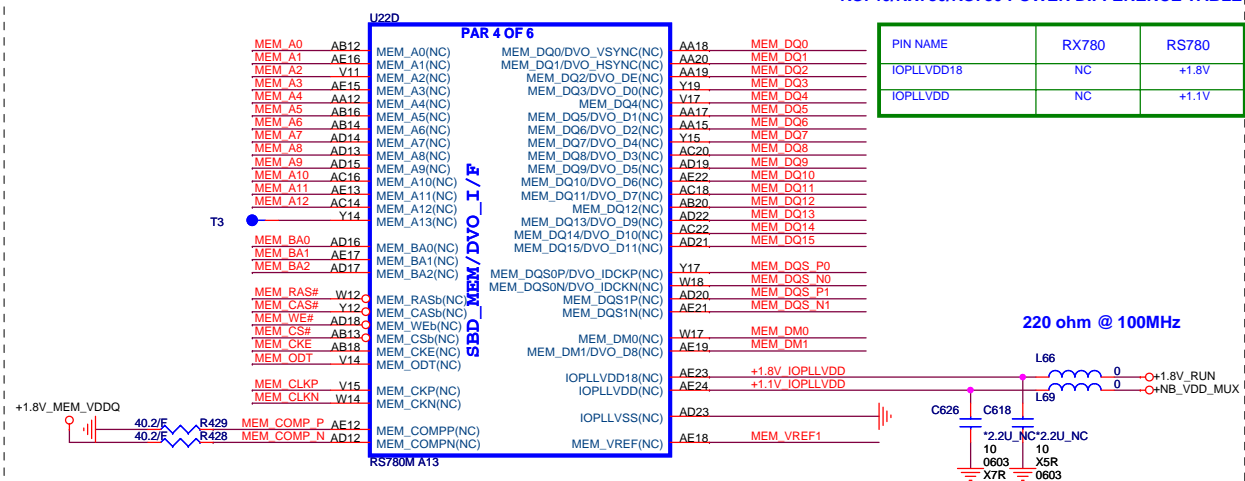 U22D
PAR 4 OF 6
SBD_MEM/DVO_I/F
MEM_A0 AB12 MEM_A0(NC)
MEM_A1 AE16 MEM_A1(NC)
MEM_A2 V11 MEM_A2(NC)
MEM_A3 AE15 MEM_A3(NC)
MEM_A4 AA12 MEM_A4(NC)
MEM_A5 AB16 MEM_A5(NC)
MEM_A6 AB14 MEM_A6(NC)
MEM_A7 AD14 MEM_A7(NC)
MEM_A8 AD13 MEM_A8(NC)
MEM_A9 AD15 MEM_A9(NC)
MEM_A10 AC16 MEM_A10(NC)
MEM_A11 AE13 MEM_A11(NC)
MEM_A12 AC14 MEM_A12(NC)
T3 Y14 MEM_A13(NC)
MEM_BA0 AD16 MEM_BA0(NC)
MEM_BA1 AE17 MEM_BA1(NC)
MEM_BA2 AD17 MEM_BA2(NC)
MEM_RAS# W12 MEM_RASb(NC)
MEM_CAS# Y12 MEM_CASb(NC)
MEM_WE# AD18 MEM_WEb(NC)
MEM_CS# AB13 MEM_CSb(NC)
MEM_CKE AB18 MEM_CKE(NC)
MEM_ODT V14 MEM_ODT(NC)
MEM_CLKP V15 MEM_CKP(NC)
MEM_CLKN W14 MEM_CKN(NC)
+1.8V_MEM_VDDQ
40.2/F R429 MEM_COMP_P AE12 MEM_COMPP(NC)
40.2/F R428 MEM_COMP_N AD12 MEM_COMPN(NC)
RS780M A13
MEM_DQ0/DVO_VSYNC(NC) AA18 MEM_DQ0
MEM_DQ1/DVO_HSYNC(NC) AA20 MEM_DQ1
MEM_DQ2/DVO_DE(NC) AA19 MEM_DQ2
MEM_DQ3/DVO_D0(NC) Y19 MEM_DQ3
MEM_DQ4(NC) V17 MEM_DQ4
MEM_DQ5/DVO_D1(NC) AA17 MEM_DQ5
MEM_DQ6/DVO_D2(NC) AA15 MEM_DQ6
MEM_DQ7/DVO_D4(NC) Y15 MEM_DQ7
MEM_DQ8/DVO_D3(NC) AC20 MEM_DQ8
MEM_DQ9/DVO_D5(NC) AD19 MEM_DQ9
MEM_DQ10/DVO_D6(NC) AE22 MEM_DQ10
MEM_DQ11/DVO_D7(NC) AC18 MEM_DQ11
MEM_DQ12(NC) AB20 MEM_DQ12
MEM_DQ13/DVO_D9(NC) AD22 MEM_DQ13
MEM_DQ14/DVO_D10(NC) AC22 MEM_DQ14
MEM_DQ15/DVO_D11(NC) AD21 MEM_DQ15
MEM_DQS0P/DVO_IDCKP(NC) Y17 MEM_DQS_P0
MEM_DQS0N/DVO_IDCKN(NC) W18 MEM_DQS_N0
MEM_DQS1P(NC) AD20 MEM_DQS_P1
MEM_DQS1N(NC) AE21 MEM_DQS_N1
MEM_DM0(NC) W17 MEM_DM0
MEM_DM1/DVO_D8(NC) AE19 MEM_DM1
IOPLLVDD18(NC) AE23 +1.8V_IOPLLVDD
IOPLLVDD(NC) AE24 +1.1V_IOPLLVDD
IOPLLVSS(NC) AD23
MEM_VREF(NC) AE18 MEM_VREF1
PIN NAME RX780 RS780
IOPLLVDD18 NC +1.8V
IOPLLVDD NC +1.1V
220 ohm @ 100MHz
L66 0 +1.8V_RUN
L69 0 +NB_VDD_MUX
C626 C618
*2.2U_NC *2.2U_NC
10 10
0603 X5R
X7R 0603